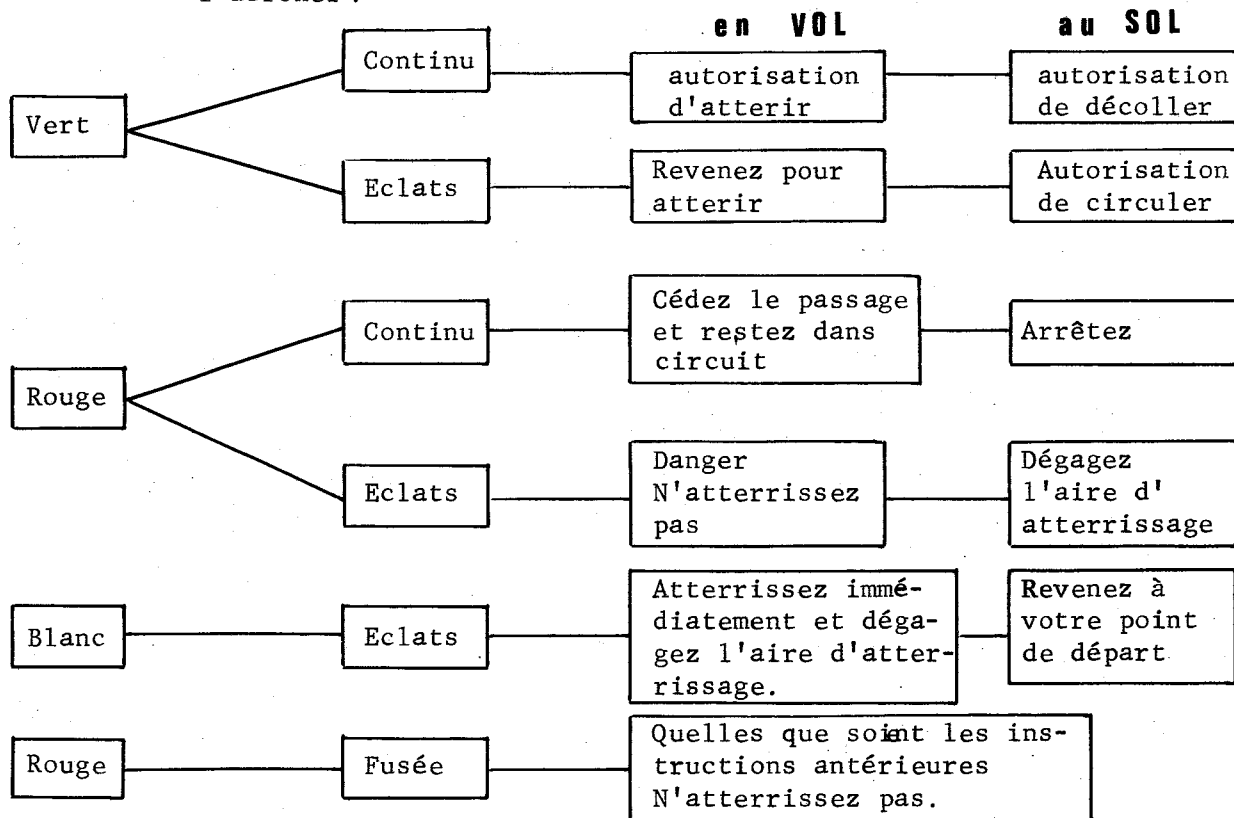 en VOL
au SOL
Vert
Continu
autorisation
d'atterir
autorisation
de décoller
Eclats
Revenez pour
atterir
Autorisation
de circuler
Rouge
Continu
Cédez le passage
et restez dans
circuit
Arrêtez
Eclats
Danger
N'atterrissez
pas
Dégagez
l'aire d'
atterrissage
Blanc
Eclats
Atterrissez immé-
diatement et déga-
gez l'aire d'atter-
rissage.
Revenez à
votre point
de départ
Rouge
Fusée
Quelles que soient les ins-
tructions antérieures
N'atterrissez pas.